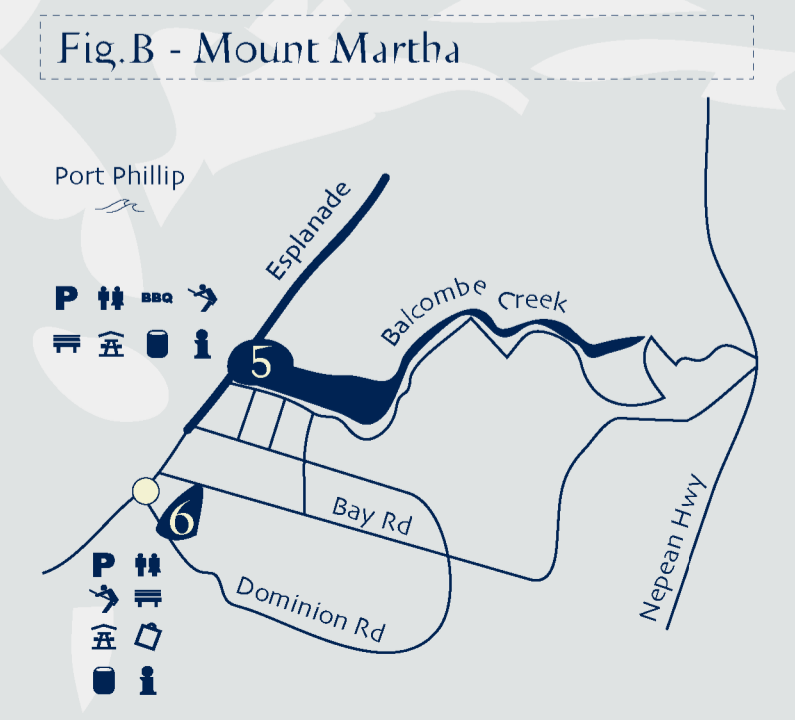 Fig.B - Mount Martha
Port Phillip
Esplanade
Balcombe Creek
P
BBQ
i
5
6
Bay Rd
Dominion Rd
Nepean Hwy
P
i